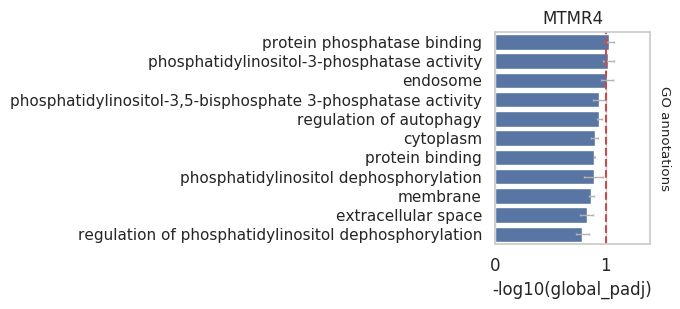 MTMR4
protein phosphatase binding
phosphatidylinositol-3-phosphatase activity
endosome
phosphatidylinositol-3,5-bisphosphate 3-phosphatase activity
regulation of autophagy
cytoplasm
protein binding
phosphatidylinositol dephosphorylation
membrane
extracellular space
regulation of phosphatidylinositol dephosphorylation
GO annotations
0 1
-log10(global_padj)